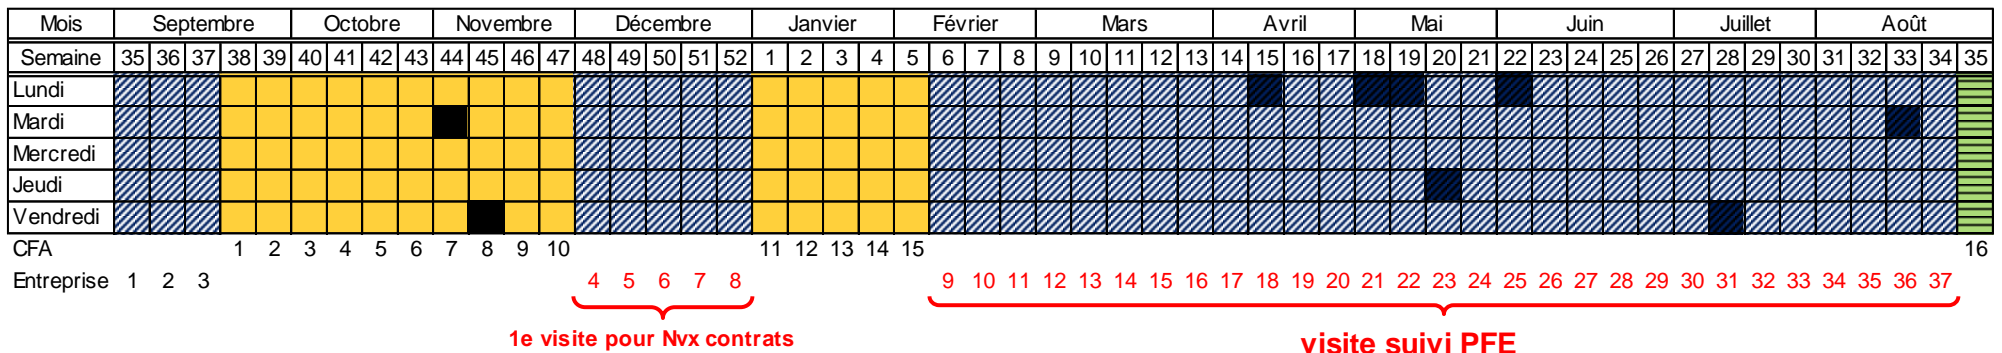 Mois Septembre Octobre Novembre Décembre Janvier Février Mars Avril Mai Juin Juillet Août
Semaine 35 36 37 38 39 40 41 42 43 44 45 46 47 48 49 50 51 52 1 2 3 4 5 6 7 8 9 10 11 12 13 14 15 16 17 18 19 20 21 22 23 24 25 26 27 28 29 30 31 32 33 34 35
Lundi
Mardi
Mercredi
Jeudi
Vendredi
CFA 1 2 3 4 5 6 7 8 9 10 11 12 13 14 15 16
Entreprise 1 2 3 4 5 6 7 8 9 10 11 12 13 14 15 16 17 18 19 20 21 22 23 24 25 26 27 28 29 30 31 32 33 34 35 36 37
1e visite pour Nvx contrats
visite suivi PFE